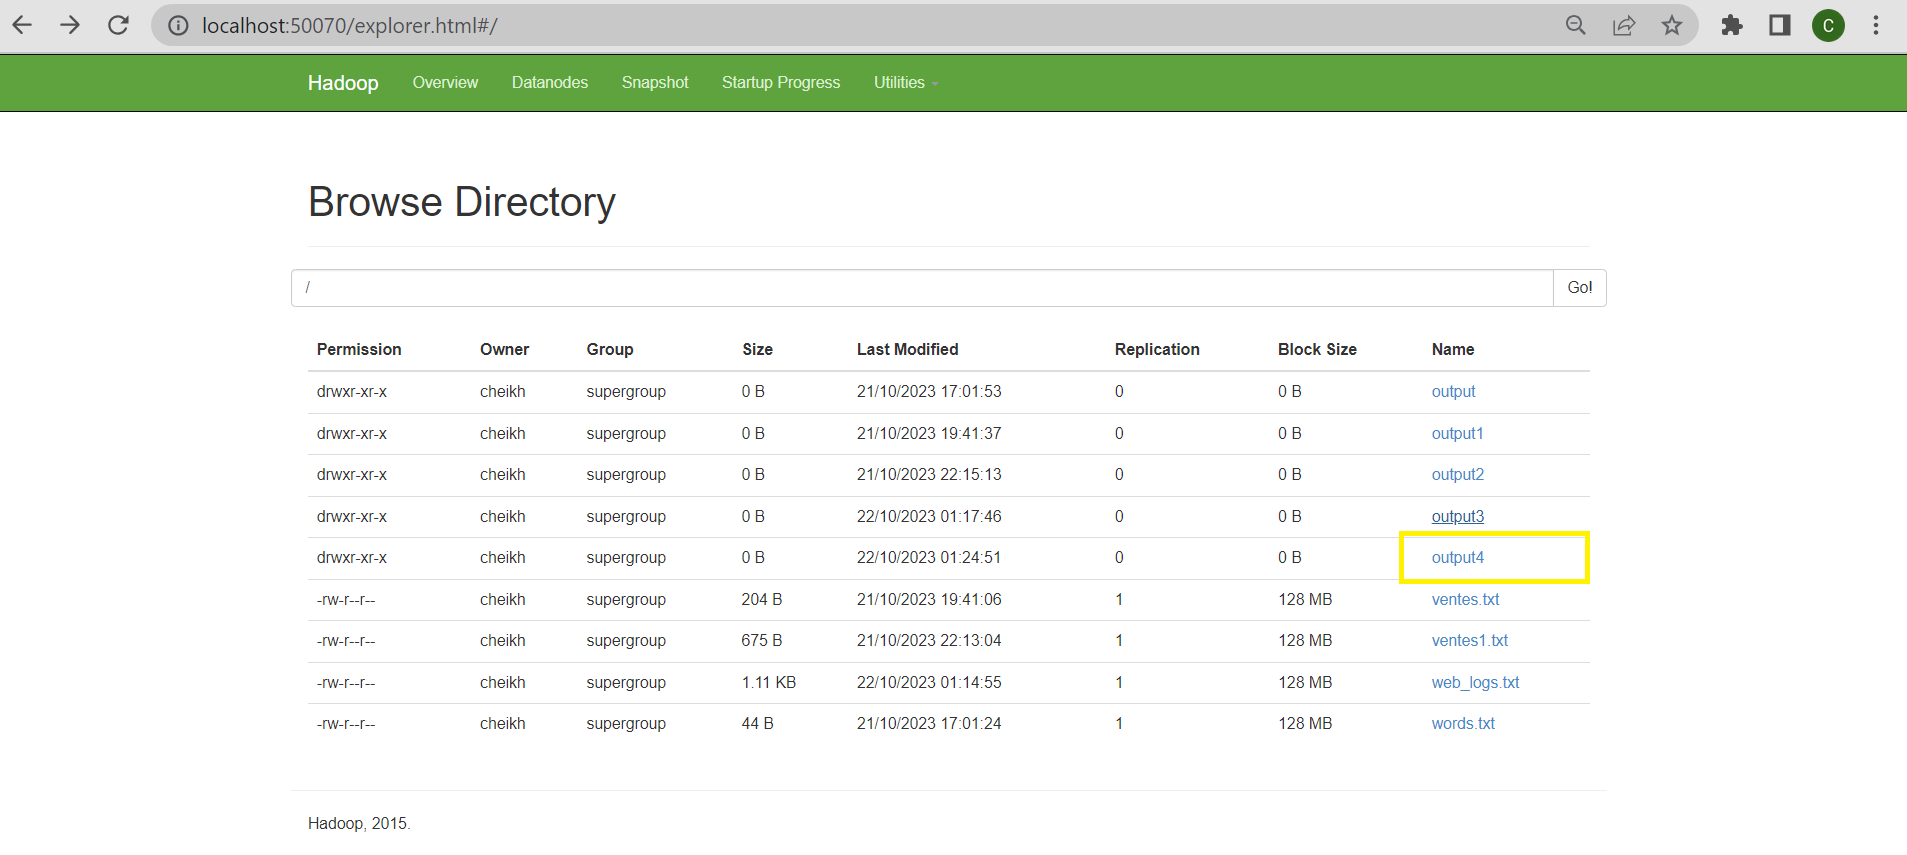 localhost:50070/explorer.html#/
C
Hadoop Overview Datanodes Snapshot Startup Progress Utilities
Browse Directory
/ Go!
Permission Owner Group Size Last Modified Replication Block Size Name
drwxr-xr-x cheikh supergroup 0 B 21/10/2023 17:01:53 0 0 B output
drwxr-xr-x cheikh supergroup 0 B 21/10/2023 19:41:37 0 0 B output1
drwxr-xr-x cheikh supergroup 0 B 21/10/2023 22:15:13 0 0 B output2
drwxr-xr-x cheikh supergroup 0 B 22/10/2023 01:17:46 0 0 B output3
drwxr-xr-x cheikh supergroup 0 B 22/10/2023 01:24:51 0 0 B output4
-rw-r--r-- cheikh supergroup 204 B 21/10/2023 19:41:06 1 128 MB ventes.txt
-rw-r--r-- cheikh supergroup 675 B 21/10/2023 22:13:04 1 128 MB ventes1.txt
-rw-r--r-- cheikh supergroup 1.11 KB 22/10/2023 01:14:55 1 128 MB web_logs.txt
-rw-r--r-- cheikh supergroup 44 B 21/10/2023 17:01:24 1 128 MB words.txt
Hadoop, 2015.